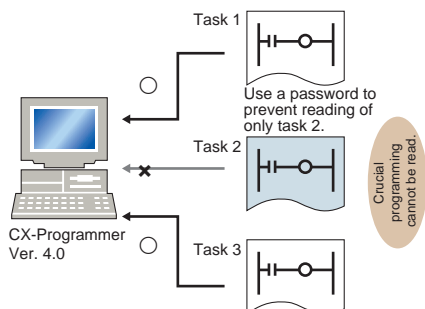 Task 1
Use a password to
prevent reading of
only task 2.
Task 2
Crucial
programming
cannot be read.
CX-Programmer
Ver. 4.0
Task 3